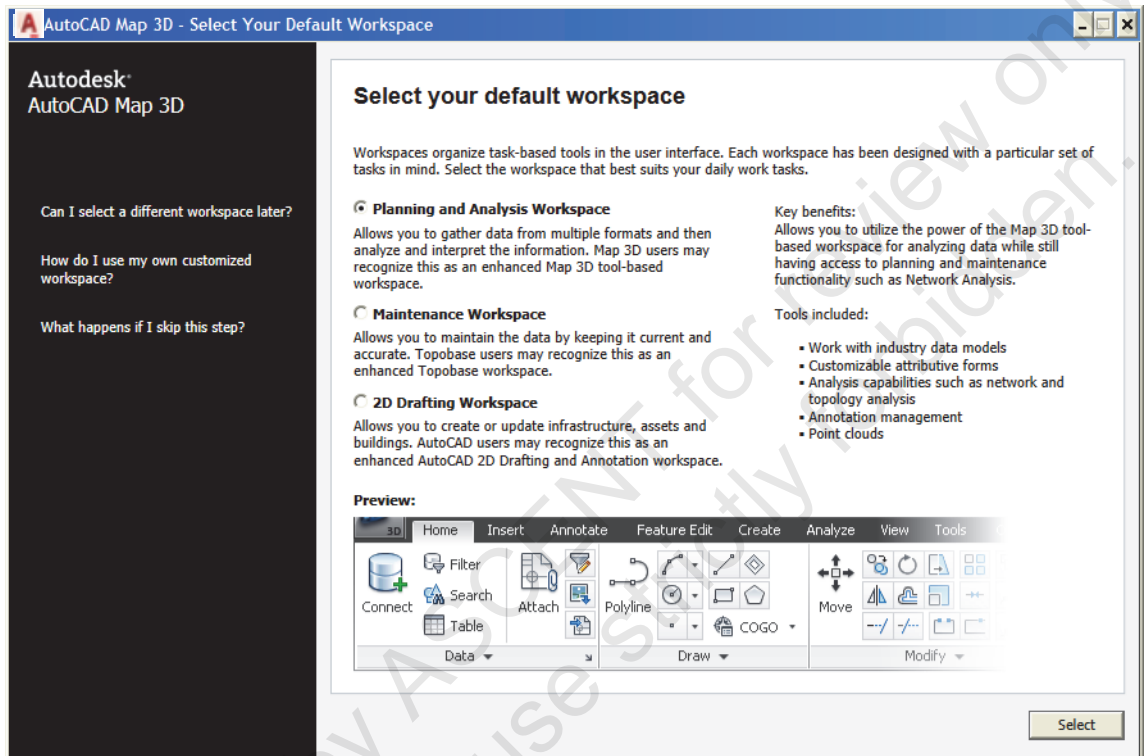 AutoCAD Map 3D - Select Your Default Workspace
Autodesk®
AutoCAD Map 3D
Can I select a different workspace later?
How do I use my own customized
workspace?
What happens if I skip this step?
Select your default workspace
Workspaces organize task-based tools in the user interface. Each workspace has been designed with a particular set of
tasks in mind. Select the workspace that best suits your daily work tasks.
Planning and Analysis Workspace
Allows you to gather data from multiple formats and then
analyze and interpret the information. Map 3D users may
recognize this as an enhanced Map 3D tool-based
workspace.
Maintenance Workspace
Allows you to maintain the data by keeping it current and
accurate. Topobase users may recognize this as an
enhanced Topobase workspace.
2D Drafting Workspace
Allows you to create or update infrastructure, assets and
buildings. AutoCAD users may recognize this as an
enhanced AutoCAD 2D Drafting and Annotation workspace.
Key benefits:
Allows you to utilize the power of the Map 3D tool-
based workspace for analyzing data while still
having access to planning and maintenance
functionality such as Network Analysis.
Tools included:
▪ Work with industry data models
▪ Customizable attributive forms
▪ Analysis capabilities such as network and
topology analysis
▪ Annotation management
▪ Point clouds
Preview:
3D Home Insert Annotate Feature Edit Create Analyze View Tools
Filter
Search
Table
Connect
Attach
Polyline
COGO
Move
Data
Draw
Modify
Select
by ASCENT for review only
use strictly forbidden.